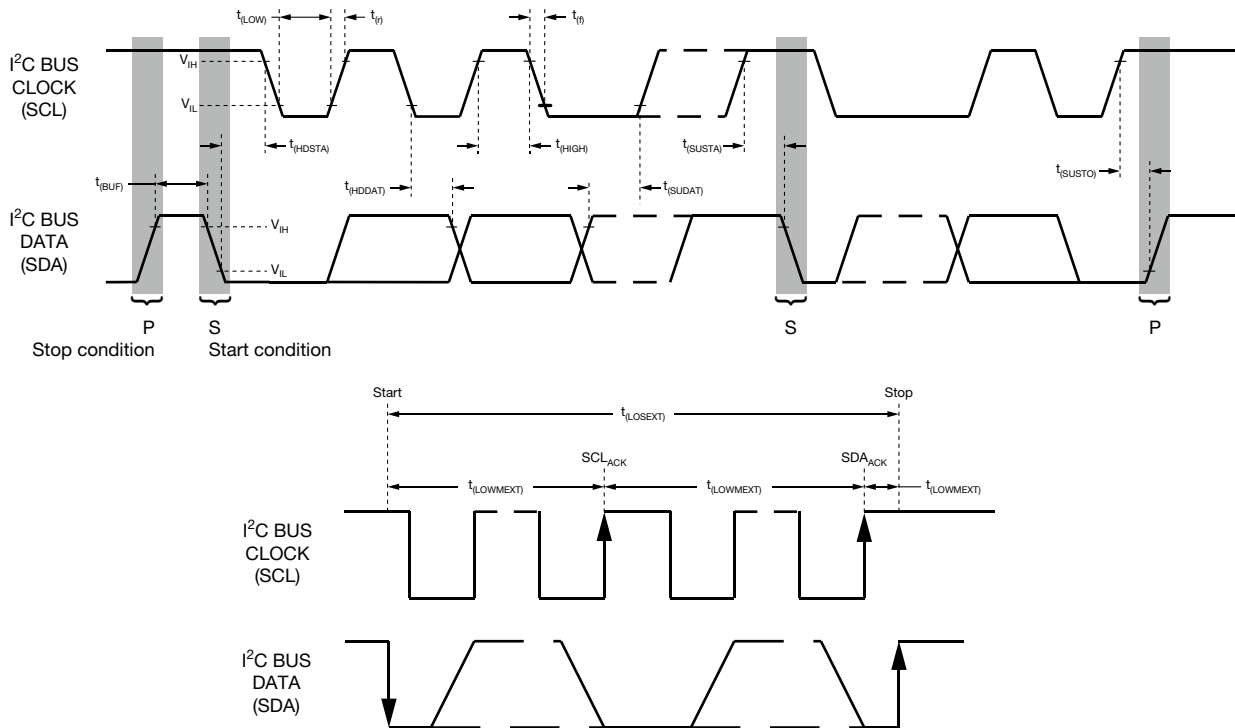 t(LOW) t(r) t(f)
I²C BUS
CLOCK
(SCL)
VIH
VIL
t(HDSTA) t(HIGH) t(SUSTA)
t(BUF) t(HDDAT) t(SUDAT) t(SUSTO)
I²C BUS
DATA
(SDA)
VIH
VIL
P S S P
Stop condition Start condition
Start Stop
t(LOSEXT)
SCLACK SDAACK
t(LOWMEXT) t(LOWMEXT) t(LOWMEXT)
I²C BUS
CLOCK
(SCL)
I²C BUS
DATA
(SDA)